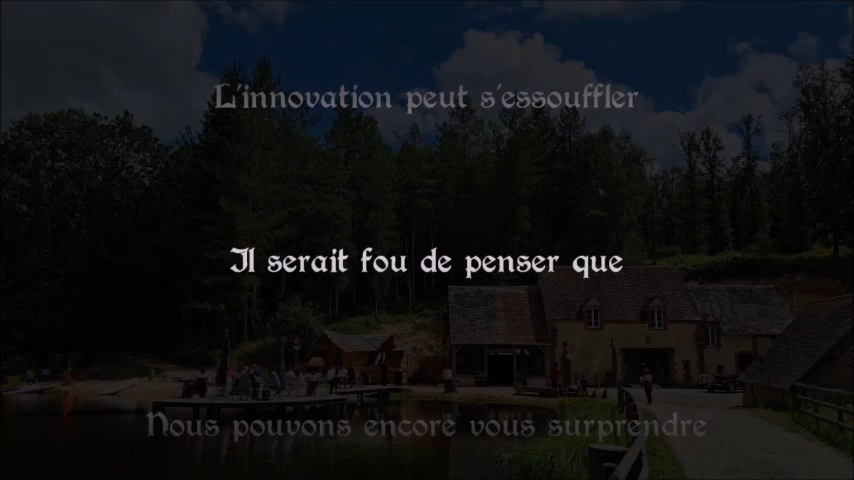 L'innovation peut s'essouffler
Il serait fou de penser que
Nous pouvons encore vous surprendre